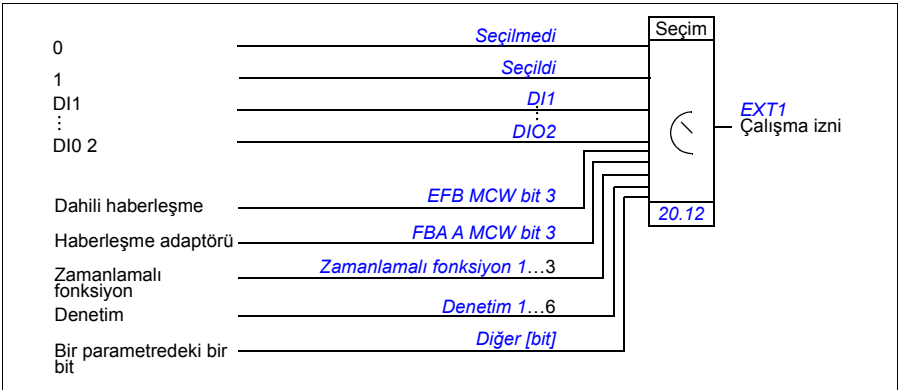 0
Seçilmedi
Seçim
1
Seçildi
DI1
DI1
⋮
⋮
DI0 2
DIO2
EXT1
Çalışma izni
Dahili haberleşme
EFB MCW bit 3
20.12
Haberleşme adaptörü
FBA A MCW bit 3
Zamanlamalı
fonksiyon
Zamanlamalı fonksiyon 1…3
Denetim
Denetim 1…6
Bir parametredeki bir
bit
Diğer [bit]